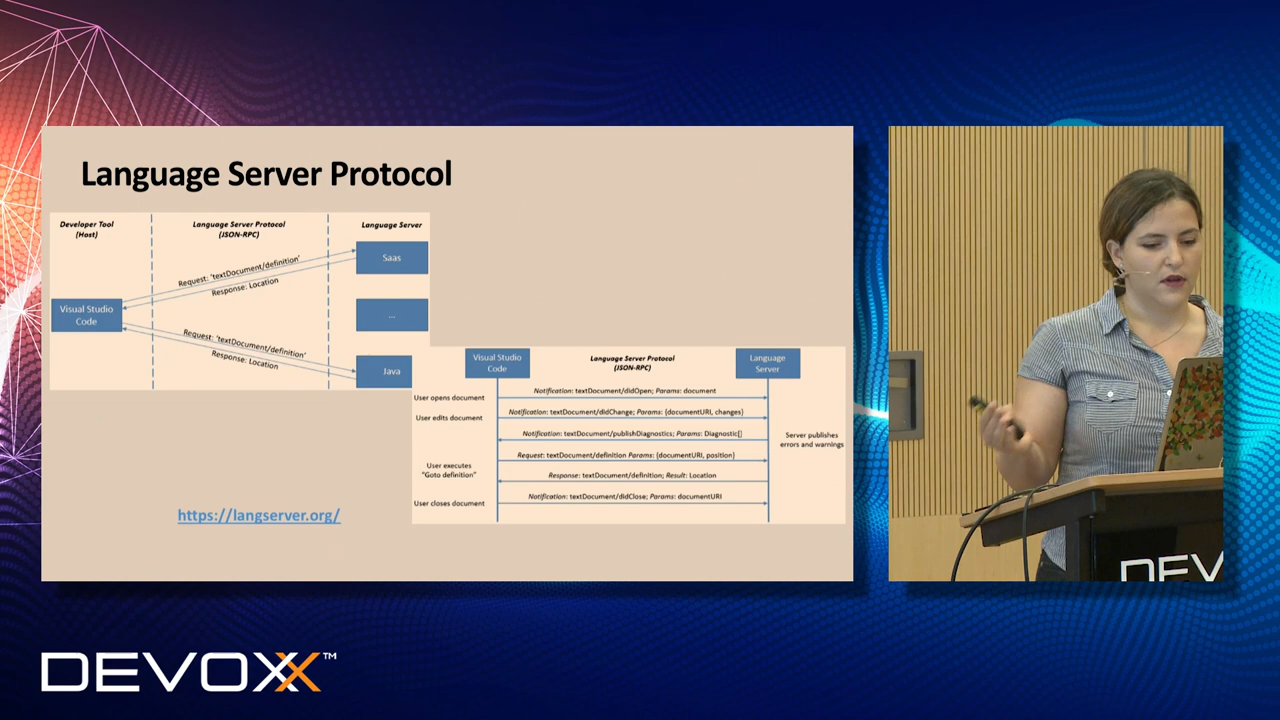 Language Server Protocol
Developer Tool
(Host)
Language Server Protocol
(JSON-RPC)
Language Server
Saas
Request: 'textDocument/definition'
Response: Location
Visual Studio
Code
...
Request: 'textDocument/definition'
Response: Location
Java
Visual Studio
Code
Language Server Protocol
(JSON-RPC)
Language
Server
User opens document
Notification: textDocument/didOpen; Params: document
User edits document
Notification: textDocument/didChange; Params: {documentURI, changes}
Notification: textDocument/publishDiagnostics; Params: Diagnostic[]
Server publishes
errors and warnings
Request: textDocument/definition Params: {documentURI, position}
User executes
"Goto definition"
Response: textDocument/definition; Result: Location
User closes document
Notification: textDocument/didClose; Params: documentURI
https://langserver.org/
DEV
DEVOXX™